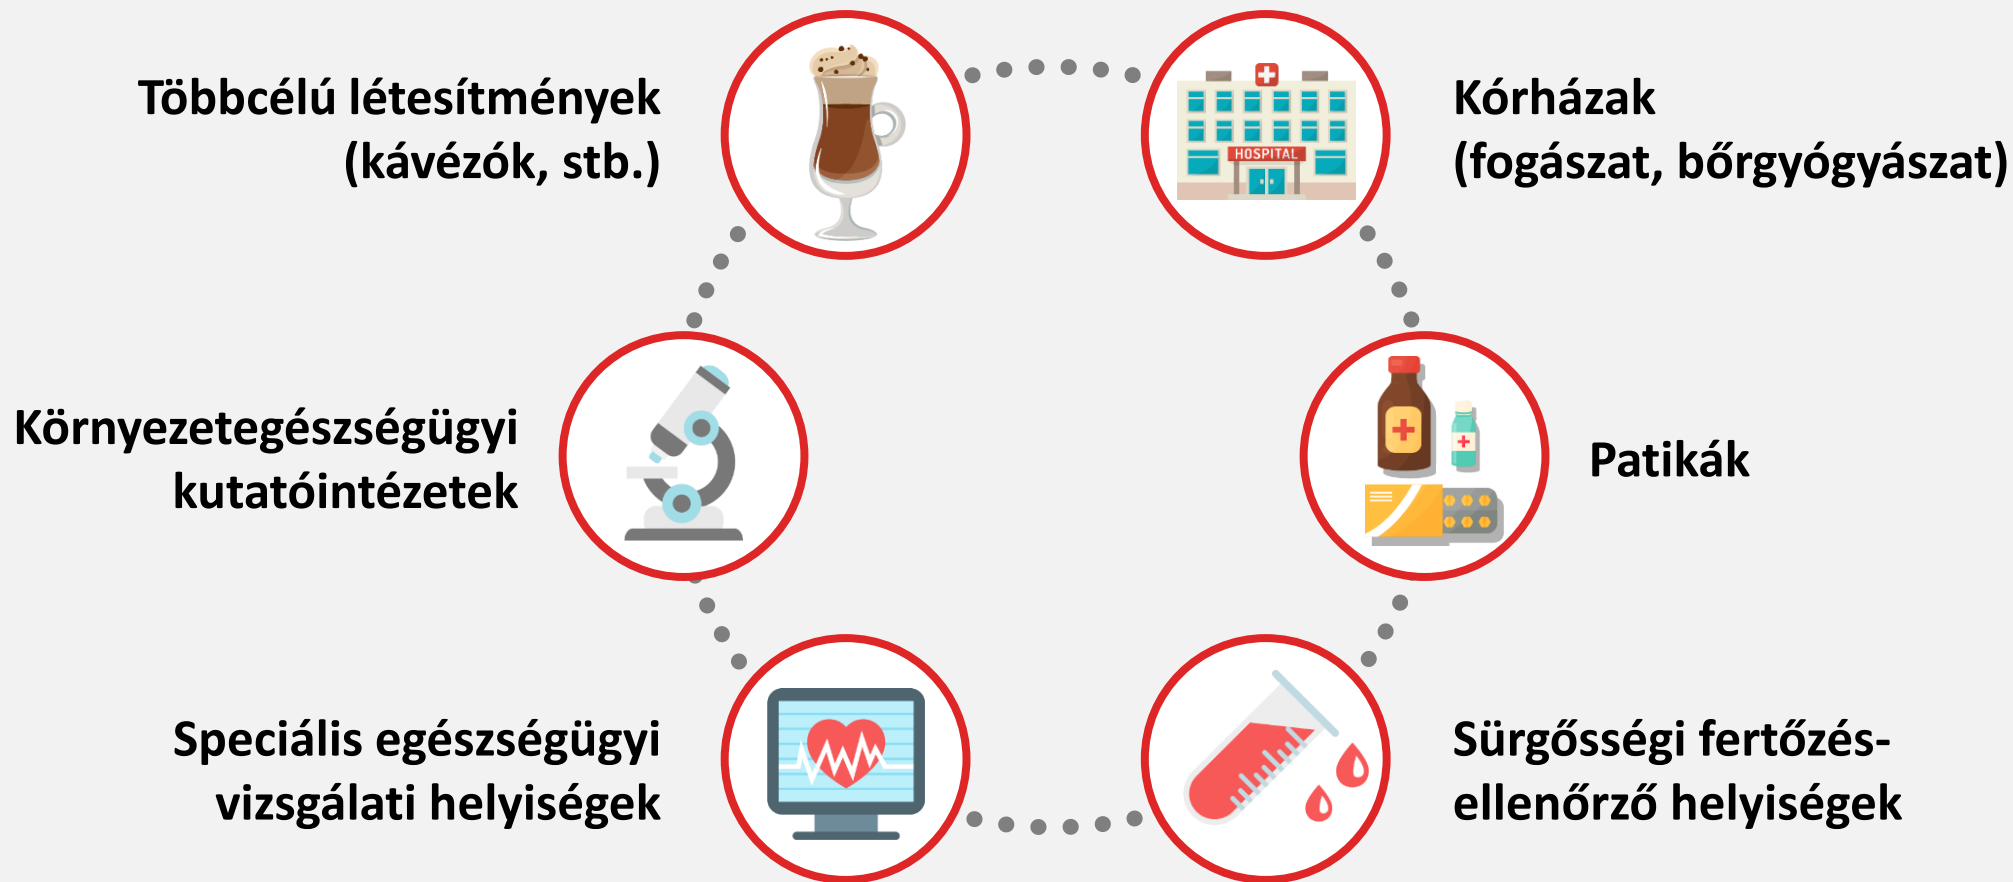 Többcélú létesítmények
(kávézók, stb.)
HOSPITAL
Kórházak
(fogászat, bőrgyógyászat)
Környezetegészségügyi
kutatóintézetek
Patikák
Speciális egészségügyi
vizsgálati helyiségek
Sürgősségi fertőzés-
ellenőrző helyiségek